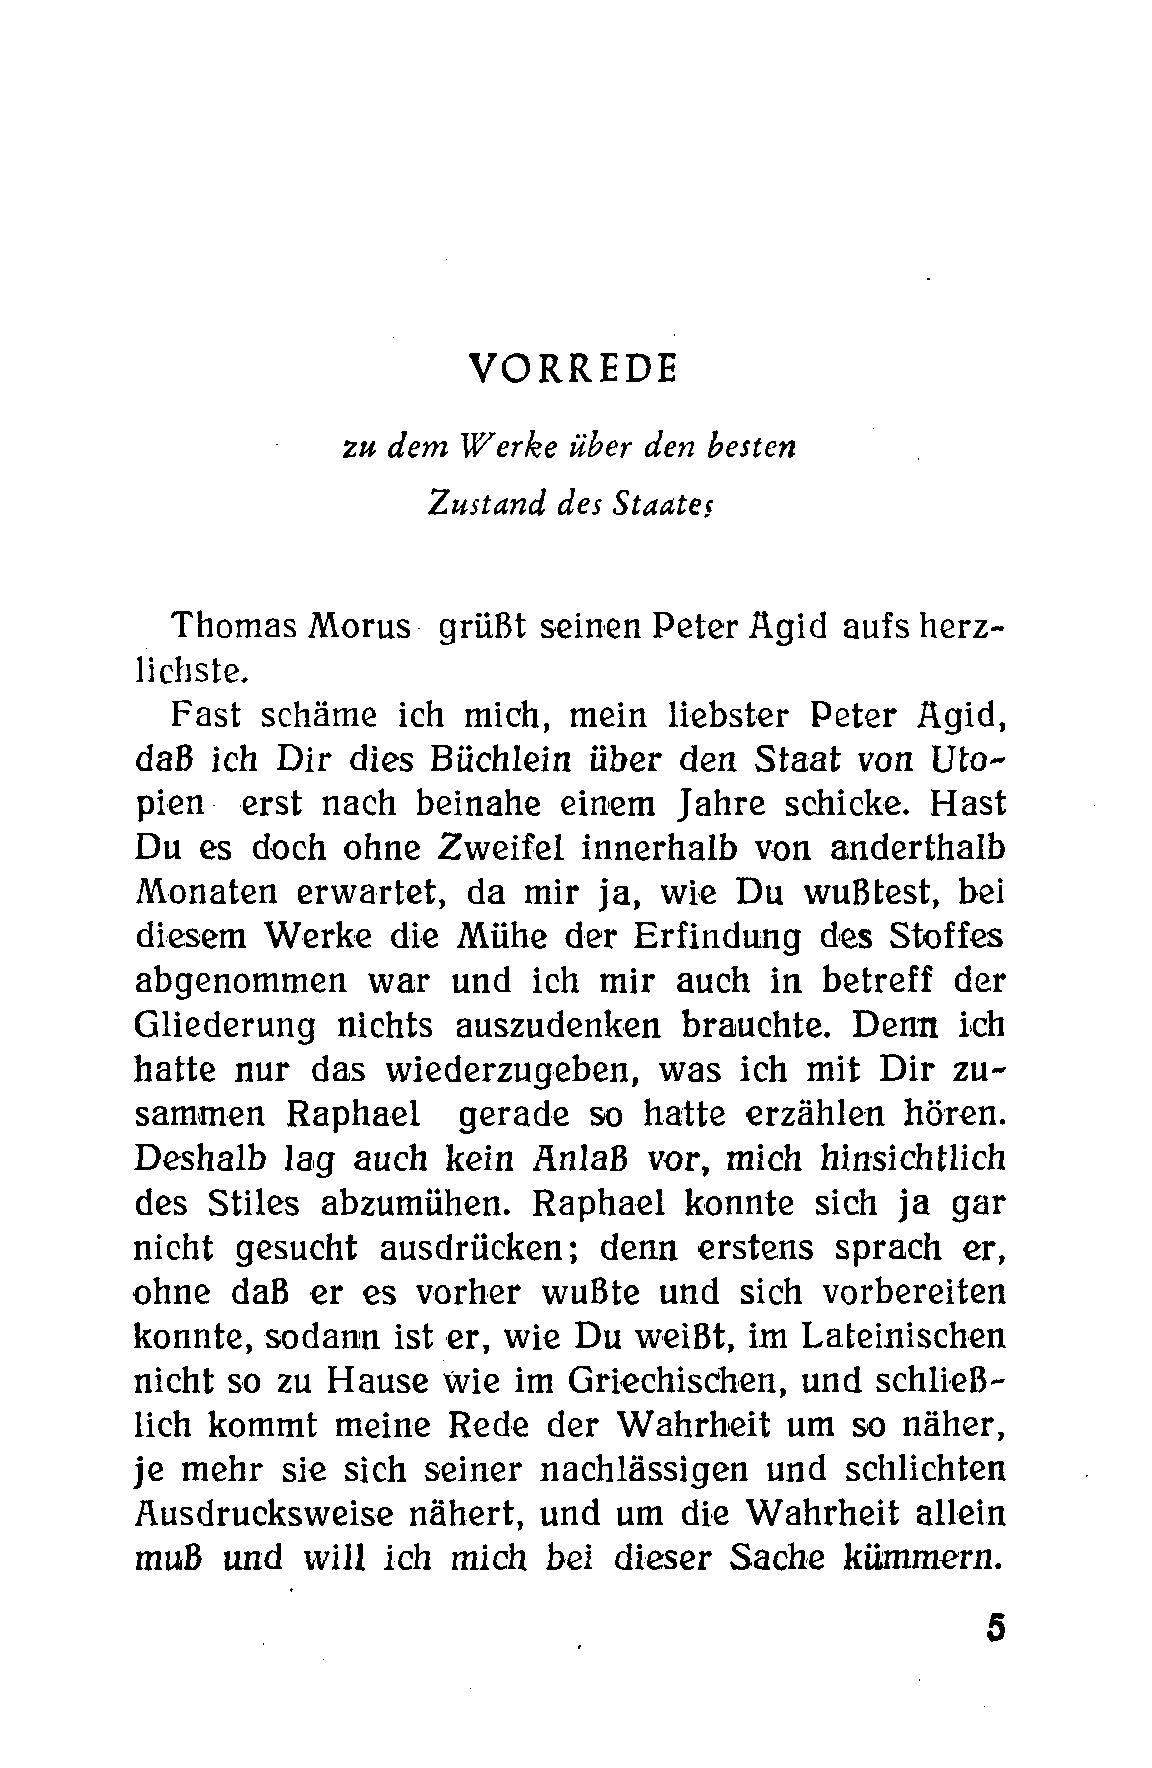 VORREDE
zu dem Werke über den besten
Zustand des Staates
Thomas Morus grüßt seinen Peter Ägid aufs herz-
lichste.
Fast schäme ich mich, mein liebster Peter Ägid,
daß ich Dir dies Büchlein über den Staat von Uto-
pien erst nach beinahe einem Jahre schicke. Hast
Du es doch ohne Zweifel innerhalb von anderthalb
Monaten erwartet, da mir ja, wie Du wußtest, bei
diesem Werke die Mühe der Erfindung des Stoffes
abgenommen war und ich mir auch in betreff der
Gliederung nichts auszudenken brauchte. Denn ich
hatte nur das wiederzugeben, was ich mit Dir zu-
sammen Raphael gerade so hatte erzählen hören.
Deshalb lag auch kein Anlaß vor, mich hinsichtlich
des Stiles abzumühen. Raphael konnte sich ja gar
nicht gesucht ausdrücken; denn erstens sprach er,
ohne daß er es vorher wußte und sich vorbereiten
konnte, sodann ist er, wie Du weißt, im Lateinischen
nicht so zu Hause wie im Griechischen, und schließ-
lich kommt meine Rede der Wahrheit um so näher,
je mehr sie sich seiner nachlässigen und schlichten
Ausdrucksweise nähert, und um die Wahrheit allein
muß und will ich mich bei dieser Sache kümmern.
5